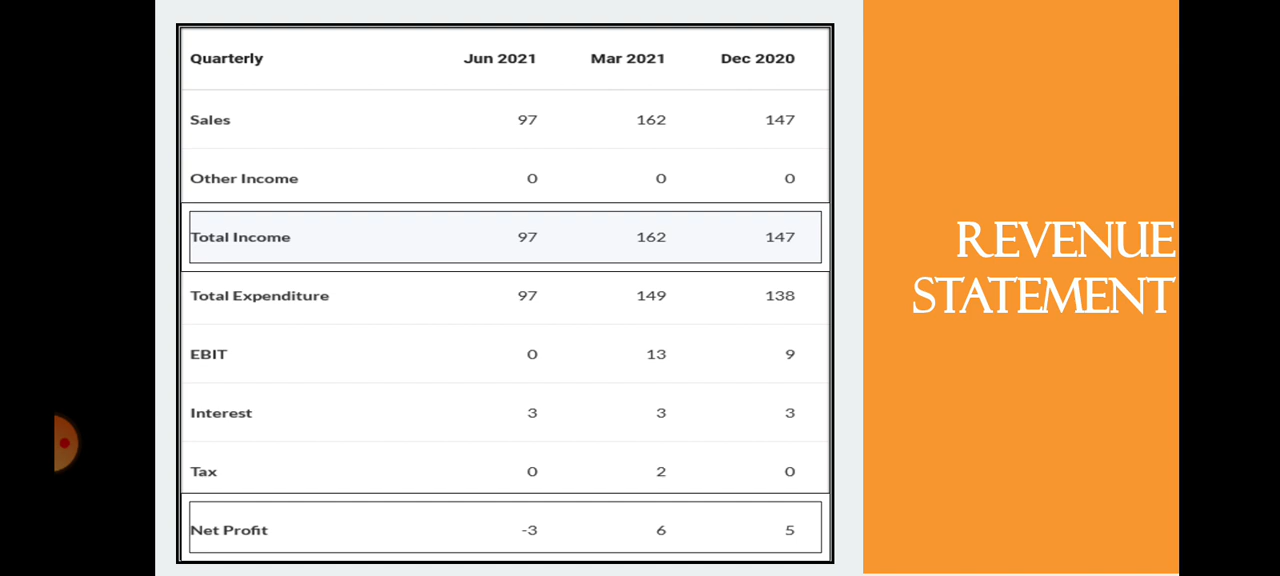 Quarterly Jun 2021 Mar 2021 Dec 2020
Sales 97 162 147
Other Income 0 0 0
Total Income 97 162 147
Total Expenditure 97 149 138
EBIT 0 13 9
Interest 3 3 3
Tax 0 2 0
Net Profit -3 6 5
REVENUE
STATEMENT